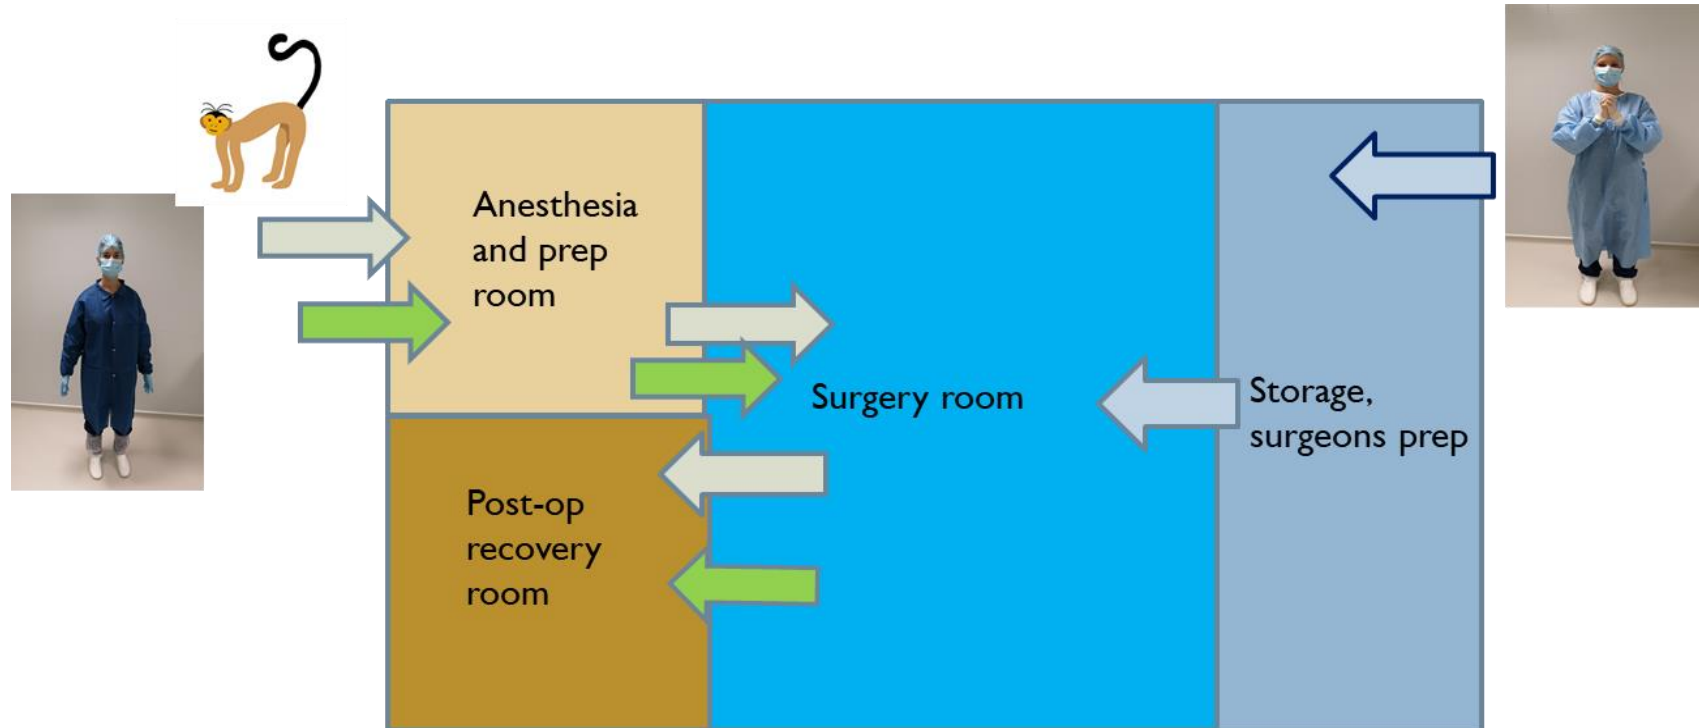 Anesthesia
and prep
room
Surgery room
Storage,
surgeons prep
Post-op
recovery
room